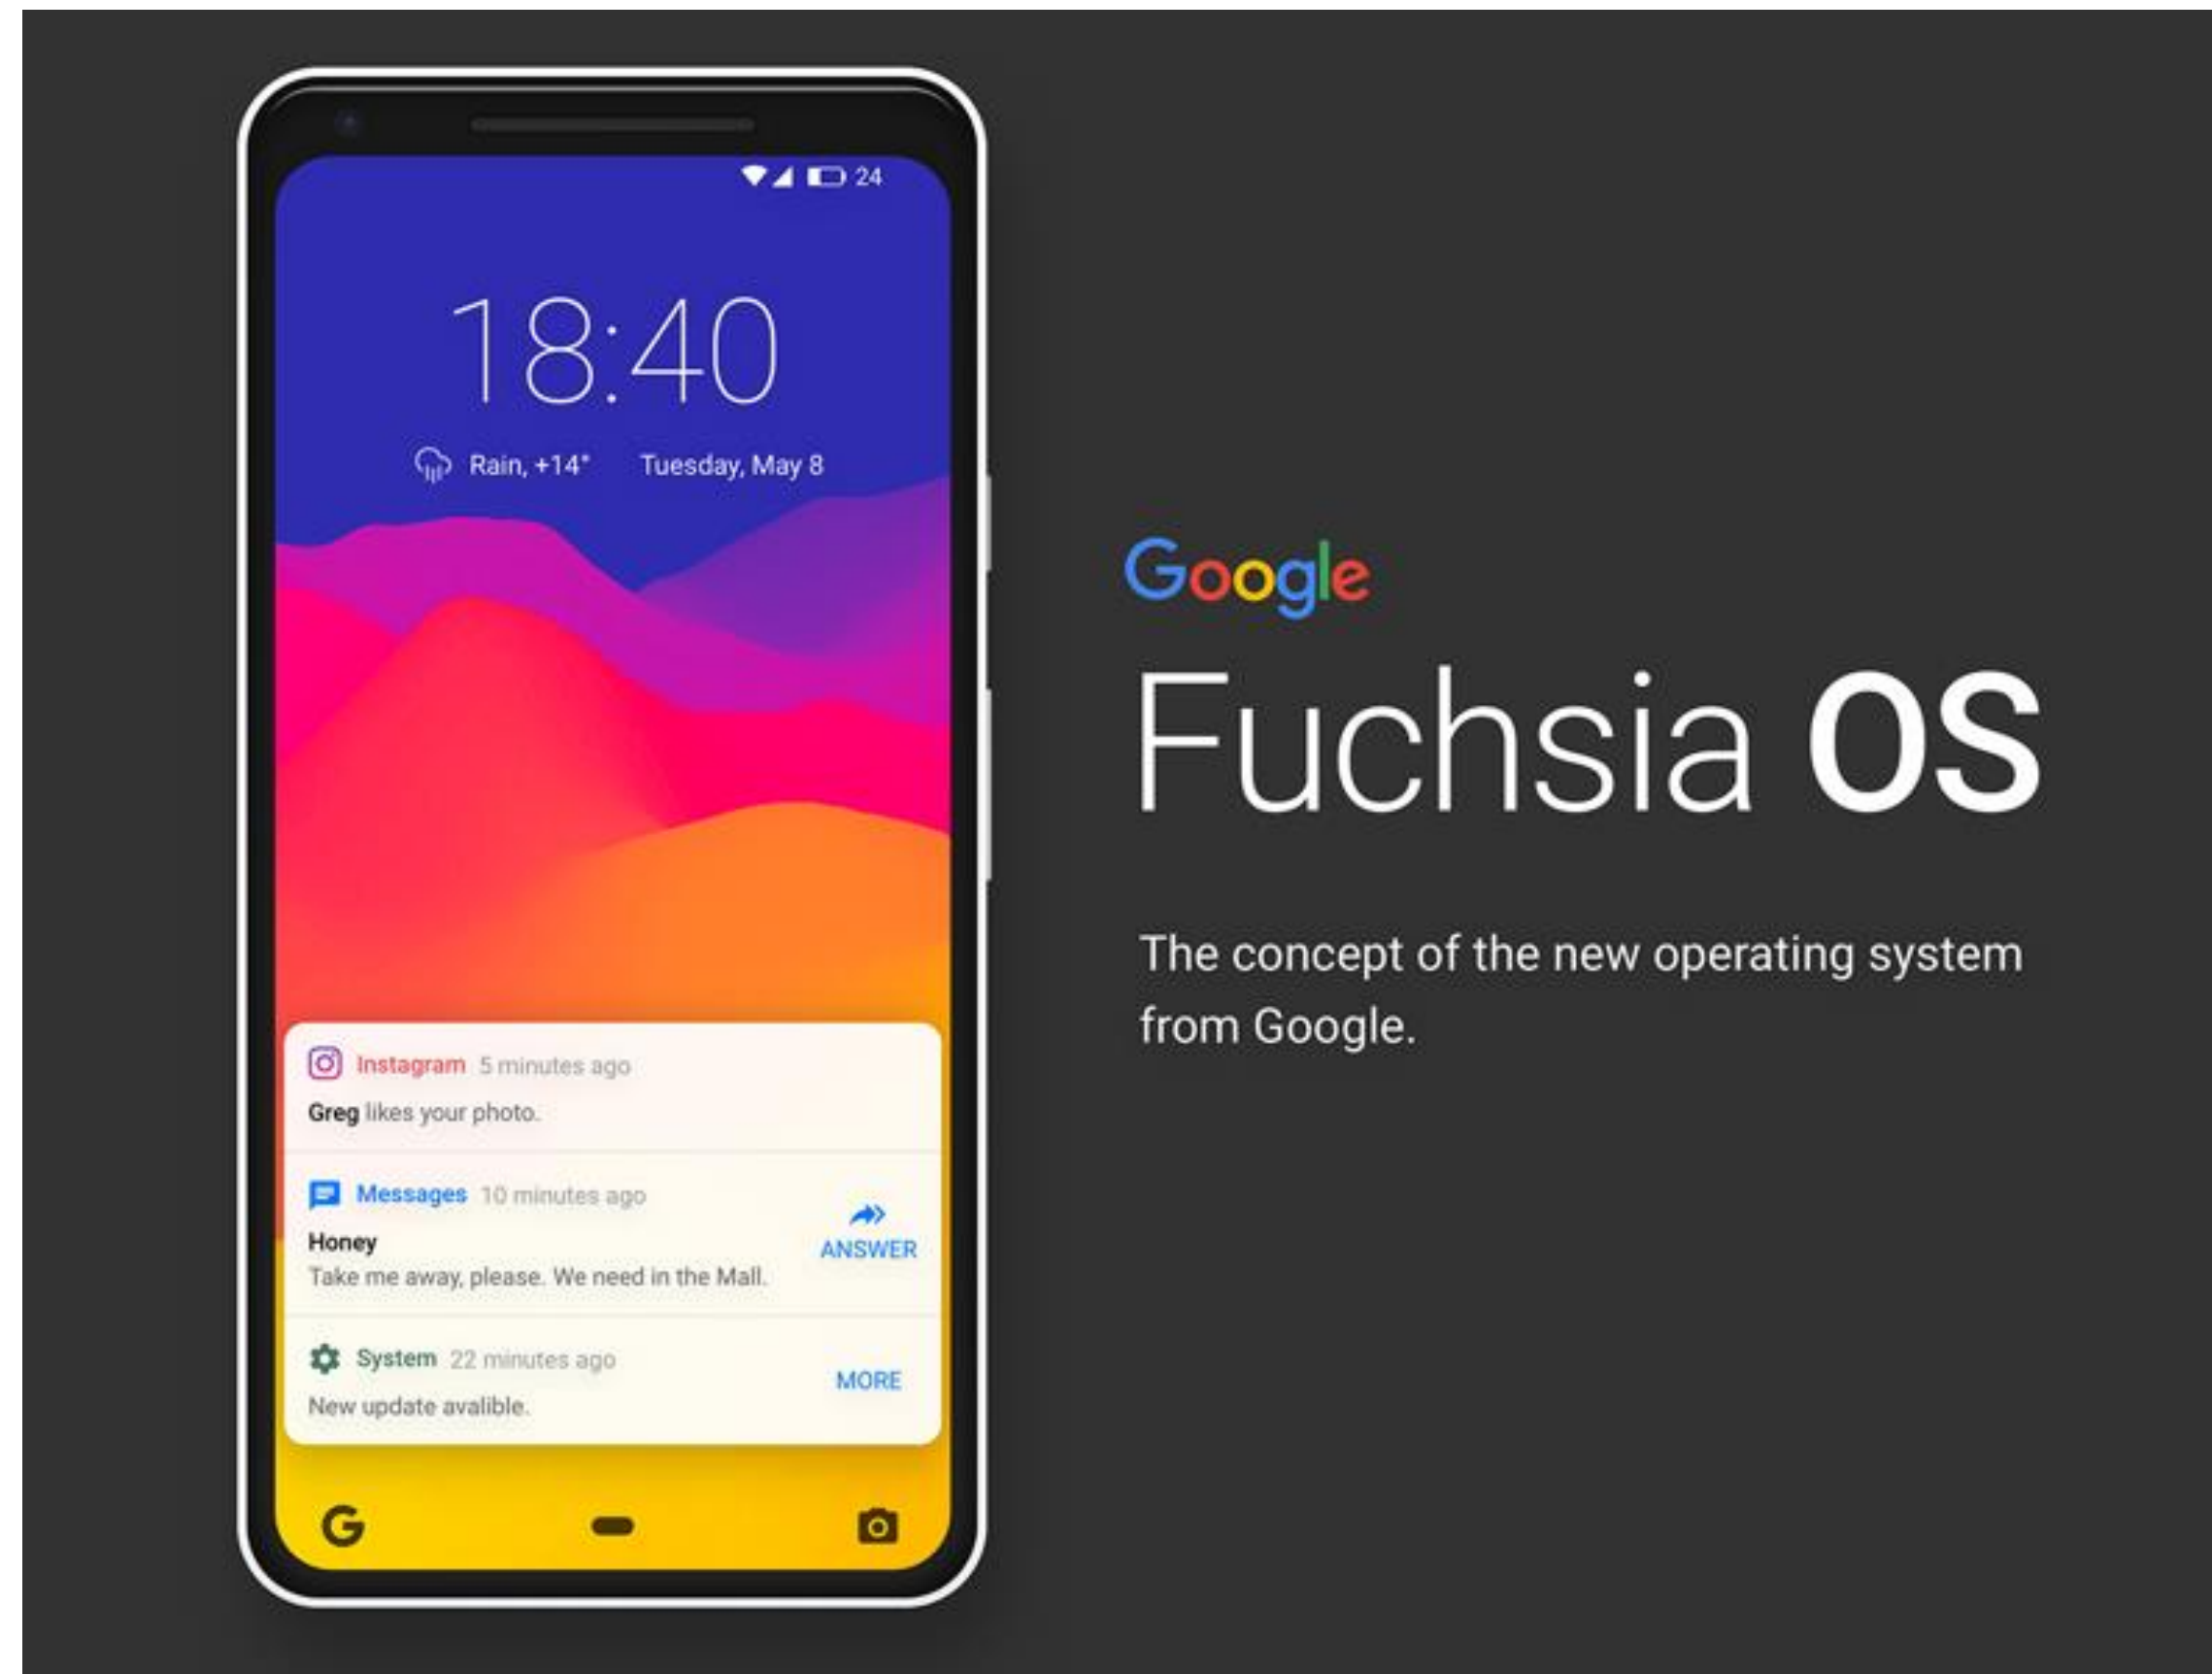 24
18:40
Rain, +14° Tuesday, May 8
Google
Fuchsia OS
The concept of the new operating system
from Google.
Instagram 5 minutes ago
Greg likes your photo.
Messages 10 minutes ago
Honey
Take me away, please. We need in the Mall.
ANSWER
System 22 minutes ago
New update avalible.
MORE
G